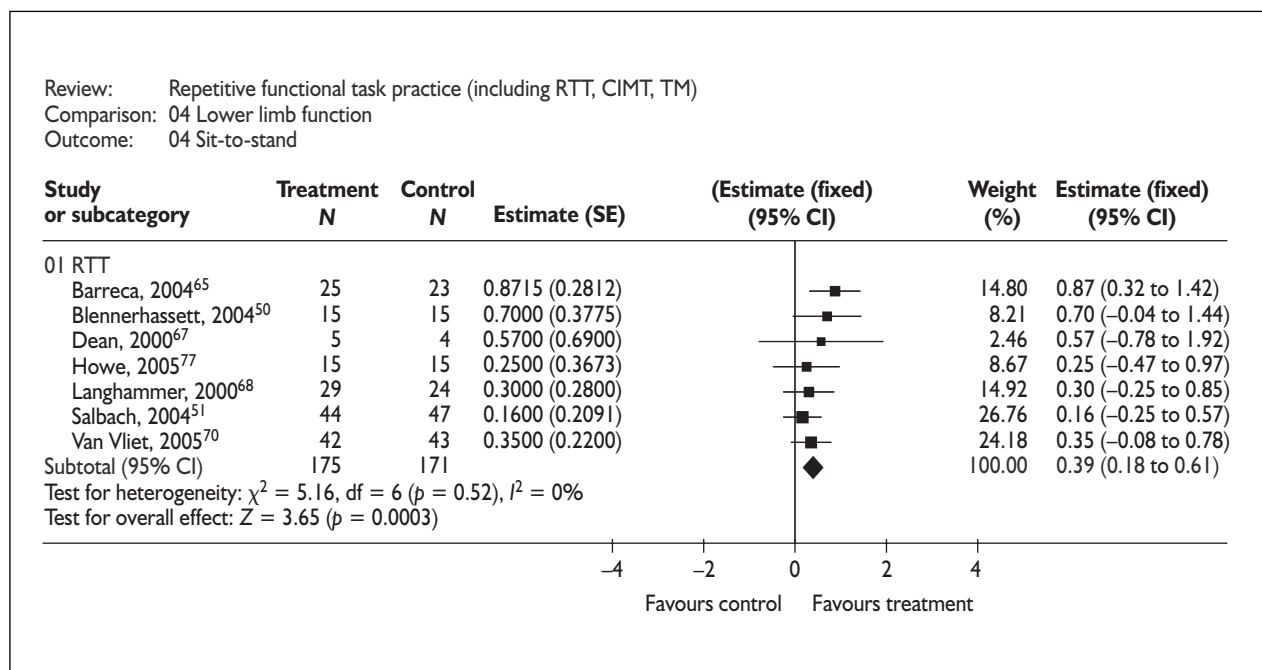 Review: Repetitive functional task practice (including RTT, CIMT, TM)
Comparison: 04 Lower limb function
Outcome: 04 Sit-to-stand
Study or subcategory Treatment N Control N Estimate (SE) (Estimate (fixed) (95% CI) Weight (%) Estimate (fixed) (95% CI)
01 RTT
Barreca, 2004⁶⁵ 25 23 0.8715 (0.2812) 14.80 0.87 (0.32 to 1.42)
Blennerhassett, 2004⁵⁰ 15 15 0.7000 (0.3775) 8.21 0.70 (–0.04 to 1.44)
Dean, 2000⁶⁷ 5 4 0.5700 (0.6900) 2.46 0.57 (–0.78 to 1.92)
Howe, 2005⁷⁷ 15 15 0.2500 (0.3673) 8.67 0.25 (–0.47 to 0.97)
Langhammer, 2000⁶⁸ 29 24 0.3000 (0.2800) 14.92 0.30 (–0.25 to 0.85)
Salbach, 2004⁵¹ 44 47 0.1600 (0.2091) 26.76 0.16 (–0.25 to 0.57)
Van Vliet, 2005⁷⁰ 42 43 0.3500 (0.2200) 24.18 0.35 (–0.08 to 0.78)
Subtotal (95% CI) 175 171 100.00 0.39 (0.18 to 0.61)
Test for heterogeneity: χ² = 5.16, df = 6 (p = 0.52), I² = 0%
Test for overall effect: Z = 3.65 (p = 0.0003)
–4 –2 0 2 4
Favours control Favours treatment